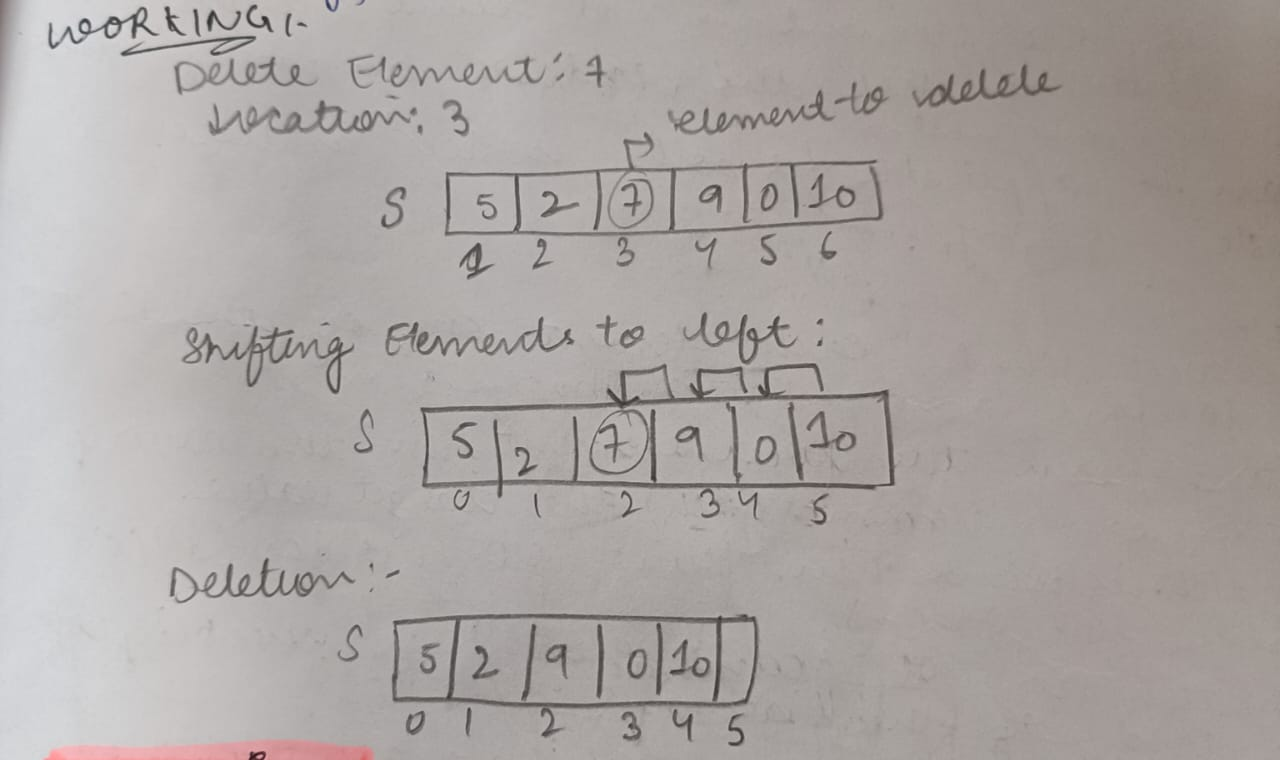 WORKING:-
Delete Element: 7
Location: 3
element to delete
S 5 2 7 9 0 10
1 2 3 4 5 6
Shifting Elements to left:
S 5 2 7 9 0 10
0 1 2 3 4 5
Deletion:-
S 5 2 9 0 10
0 1 2 3 4 5